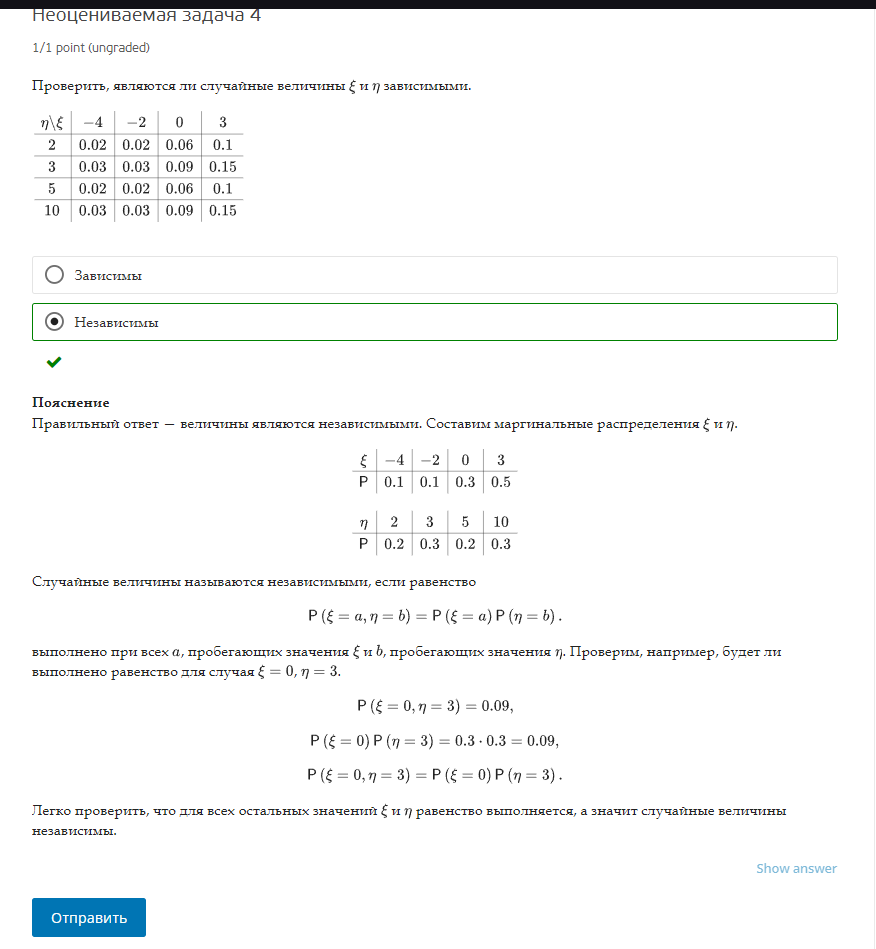 Неоцениваемая задача 4
1/1 point (ungraded)
Проверить, являются ли случайные величины ξ и η зависимыми.
η\ξ −4 −2 0 3
2 0.02 0.02 0.06 0.1
3 0.03 0.03 0.09 0.15
5 0.02 0.02 0.06 0.1
10 0.03 0.03 0.09 0.15
Зависимы
Независимы
Пояснение
Правильный ответ — величины являются независимыми. Составим маргинальные распределения ξ и η.
ξ −4 −2 0 3
P 0.1 0.1 0.3 0.5
η 2 3 5 10
P 0.2 0.3 0.2 0.3
Случайные величины называются независимыми, если равенство
P (ξ = a, η = b) = P (ξ = a) P (η = b) .
выполнено при всех a, пробегающих значения ξ и b, пробегающих значения η. Проверим, например, будет ли
выполнено равенство для случая ξ = 0, η = 3.
P (ξ = 0, η = 3) = 0.09,
P (ξ = 0) P (η = 3) = 0.3 · 0.3 = 0.09,
P (ξ = 0, η = 3) = P (ξ = 0) P (η = 3) .
Легко проверить, что для всех остальных значений ξ и η равенство выполняется, а значит случайные величины
независимы.
Show answer
Отправить